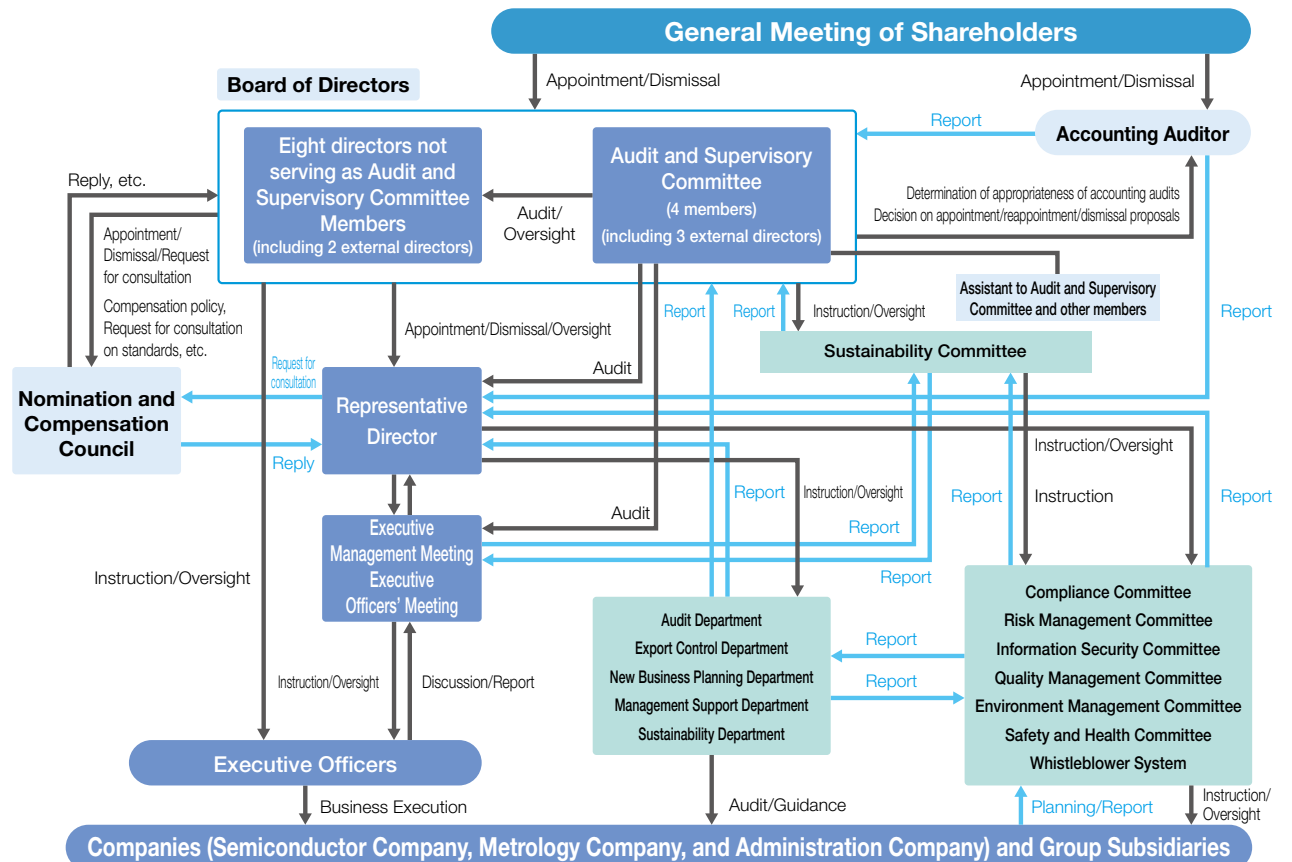 General Meeting of Shareholders
Appointment/Dismissal
Appointment/Dismissal
Board of Directors
Report
Accounting Auditor
Eight directors not
serving as Audit and
Supervisory Committee
Members
(including 2 external directors)
Audit and Supervisory
Committee
(4 members)
(including 3 external directors)
Audit/
Oversight
Reply, etc.
Determination of appropriateness of accounting audits
Decision on appointment/reappointment/dismissal proposals
Appointment/
Dismissal/Request
for consultation
Compensation policy,
Request for consultation
on standards, etc.
Assistant to Audit and Supervisory
Committee and other members
Report
Report
Instruction/Oversight
Report
Appointment/Dismissal/Oversight
Sustainability Committee
Audit
Request for
consultation
Nomination and
Compensation
Council
Representative
Director
Reply
Instruction/Oversight
Report
Instruction/Oversight
Report
Instruction
Report
Audit
Report
Executive
Management Meeting
Executive
Officers' Meeting
Report
Instruction/Oversight
Compliance Committee
Risk Management Committee
Information Security Committee
Quality Management Committee
Environment Management Committee
Safety and Health Committee
Whistleblower System
Audit Department
Export Control Department
New Business Planning Department
Management Support Department
Sustainability Department
Report
Report
Instruction/Oversight
Discussion/Report
Executive Officers
Business Execution
Audit/Guidance
Planning/Report
Instruction/
Oversight
Companies (Semiconductor Company, Metrology Company, and Administration Company) and Group Subsidiaries